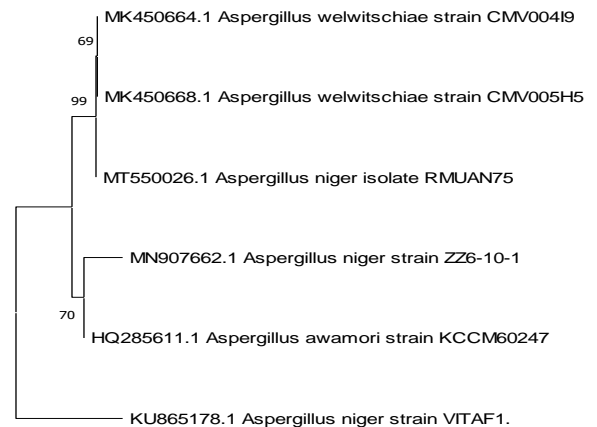 MK450664.1 Aspergillus welwitschiae strain CMV004I9
69
MK450668.1 Aspergillus welwitschiae strain CMV005H5
99
MT550026.1 Aspergillus niger isolate RMUAN75
MN907662.1 Aspergillus niger strain ZZ6-10-1
70
HQ285611.1 Aspergillus awamori strain KCCM60247
KU865178.1 Aspergillus niger strain VITAF1.